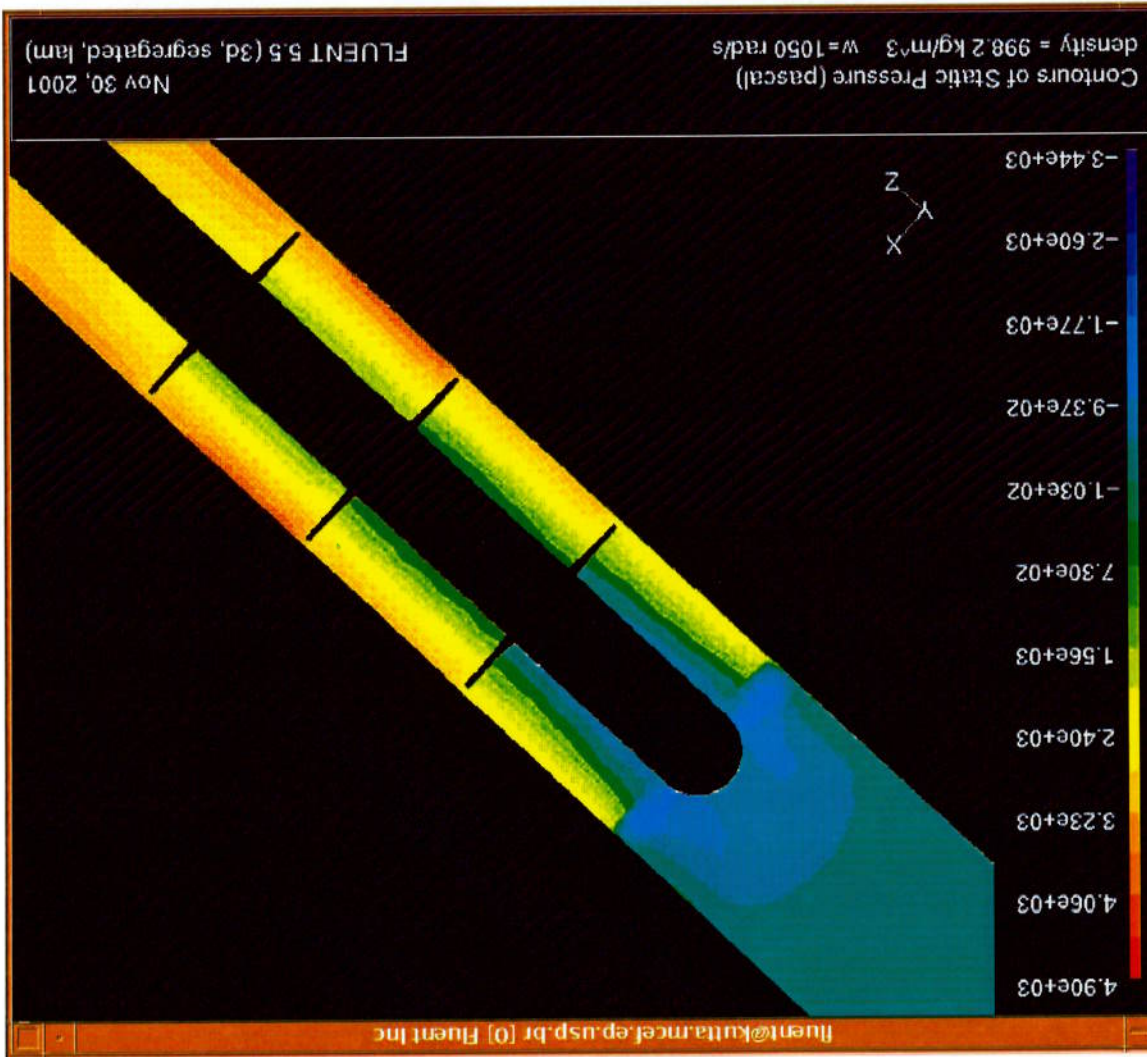 fluent@kutta.mcef.ep.usp.br [0] Fluent Inc
4.90e+03
4.06e+03
3.23e+03
2.40e+03
1.56e+03
7.30e+02
-1.03e+02
-9.37e+02
-1.77e+03
-2.60e+03
-3.44e+03
X
Y
Z
Contours of Static Pressure (pascal)
density = 998.2 kg/m^3 w=1050 rad/s
Nov 30, 2001
FLUENT 5.5 (3d, segregated, lam)